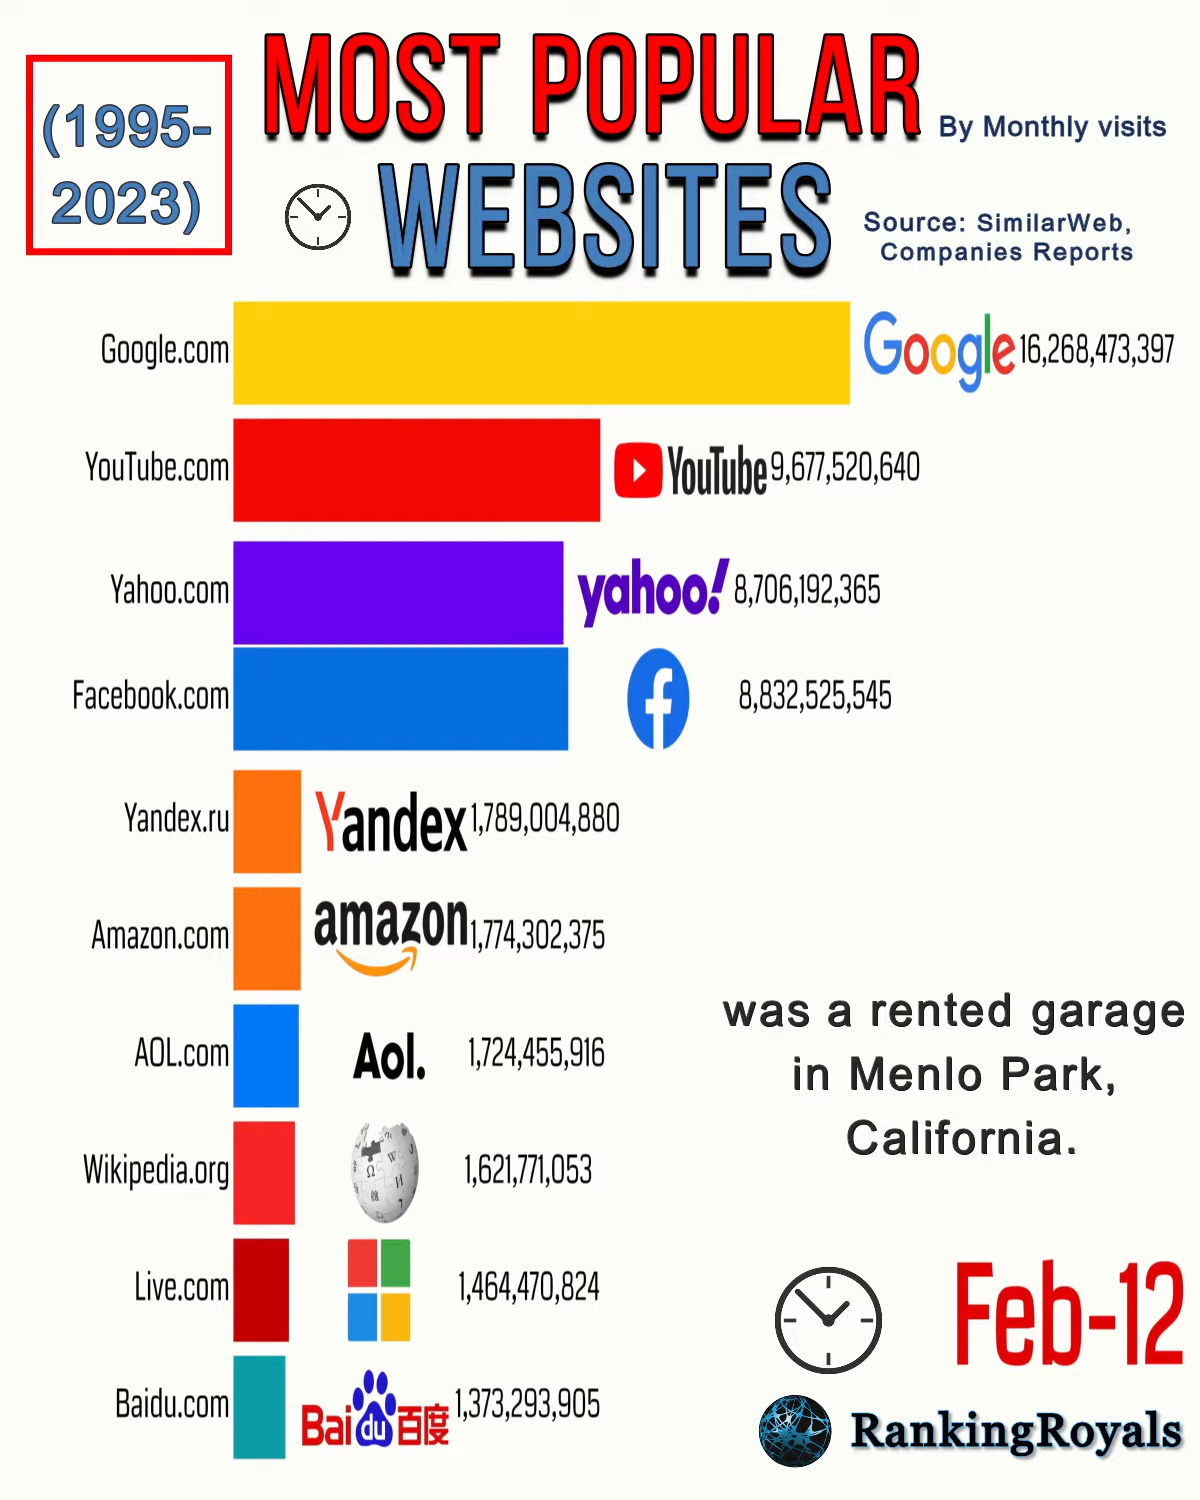 (1995-
2023)
MOST POPULAR
WEBSITES
By Monthly visits
Source: SimilarWeb,
Companies Reports
Google.com Google 16,268,473,397
YouTube.com YouTube 9,677,520,640
Yahoo.com yahoo! 8,706,192,365
Facebook.com f 8,832,525,545
Yandex.ru Yandex 1,789,004,880
Amazon.com amazon 1,774,302,375
AOL.com Aol. 1,724,455,916
Wikipedia.org 1,621,771,053
Live.com 1,464,470,824
Baidu.com Bai du 百度 1,373,293,905
was a rented garage
in Menlo Park,
California.
Feb-12
RankingRoyals